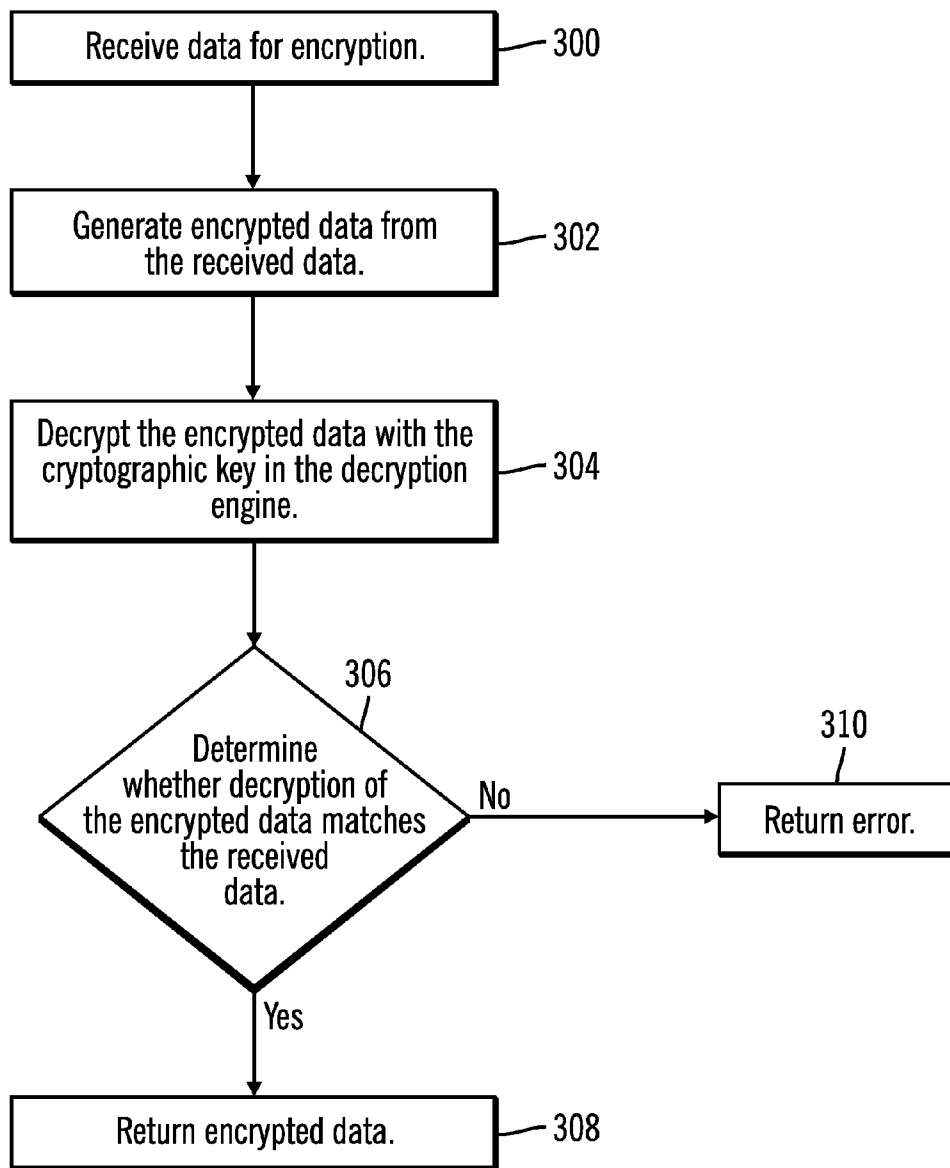 Receive data for encryption.
300
Generate encrypted data from
the received data.
302
Decrypt the encrypted data with the
cryptographic key in the decryption
engine.
304
306
Determine
whether decryption of
the encrypted data matches
the received
data.
No
310
Return error.
Yes
Return encrypted data.
308